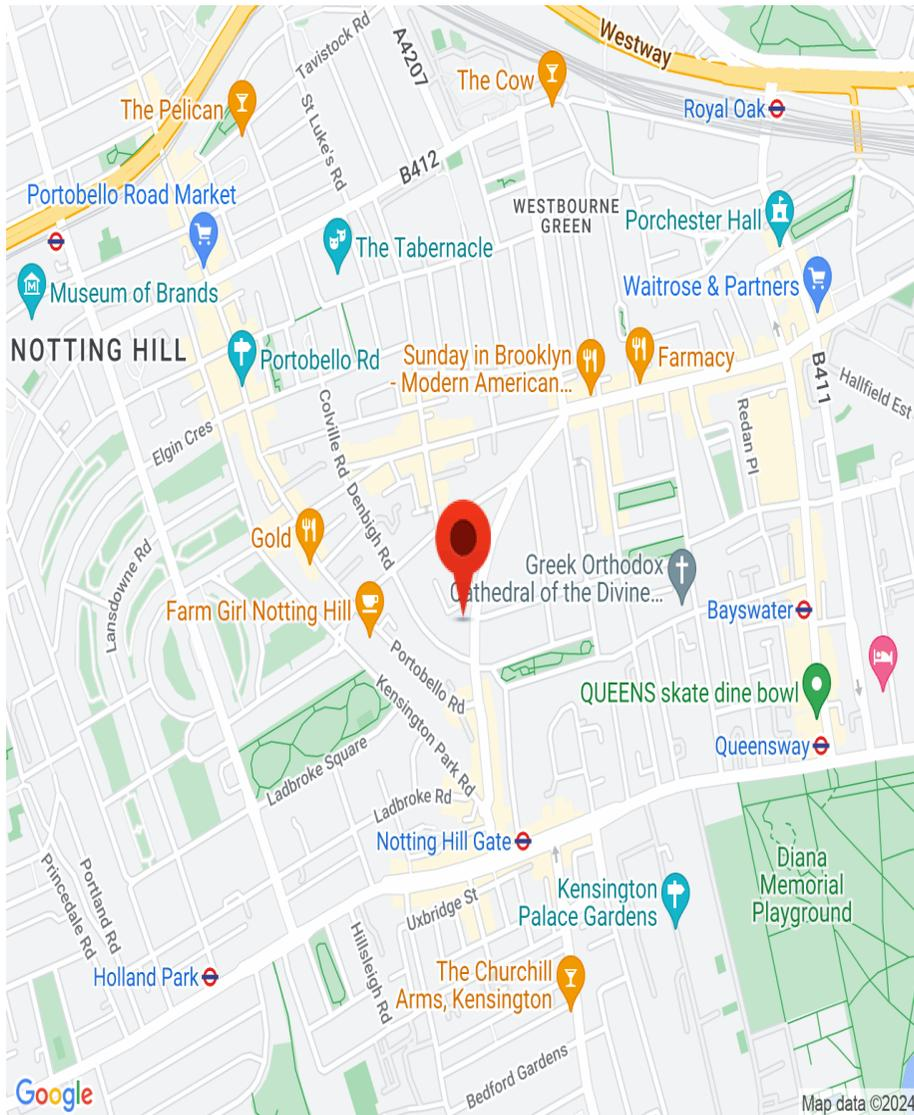 Westway
Tavistock Rd
A4207
The Cow
The Pelican
Royal Oak
St Luke's Rd
B412
Portobello Road Market
WESTBOURNE
GREEN
Porchester Hall
The Tabernacle
Museum of Brands
Waitrose & Partners
NOTTING HILL
Portobello Rd
Sunday in Brooklyn
- Modern American...
Farmacy
B411
Hallfield Est
Colville Rd
Redan Pl
Elgin Cres
Denbigh Rd
Gold
Lansdowne Rd
Greek Orthodox
Cathedral of the Divine...
Farm Girl Notting Hill
Bayswater
Portobello Rd
Kensington Park Rd
QUEENS skate dine bowl
Queensway
Ladbroke Square
Ladbroke Rd
Notting Hill Gate
Princedale Rd
Portland Rd
Diana
Memorial
Playground
Kensington
Palace Gardens
Uxbridge St
Hillsleigh Rd
Holland Park
The Churchill
Arms, Kensington
Bedford Gardens
Google
Map data ©2024